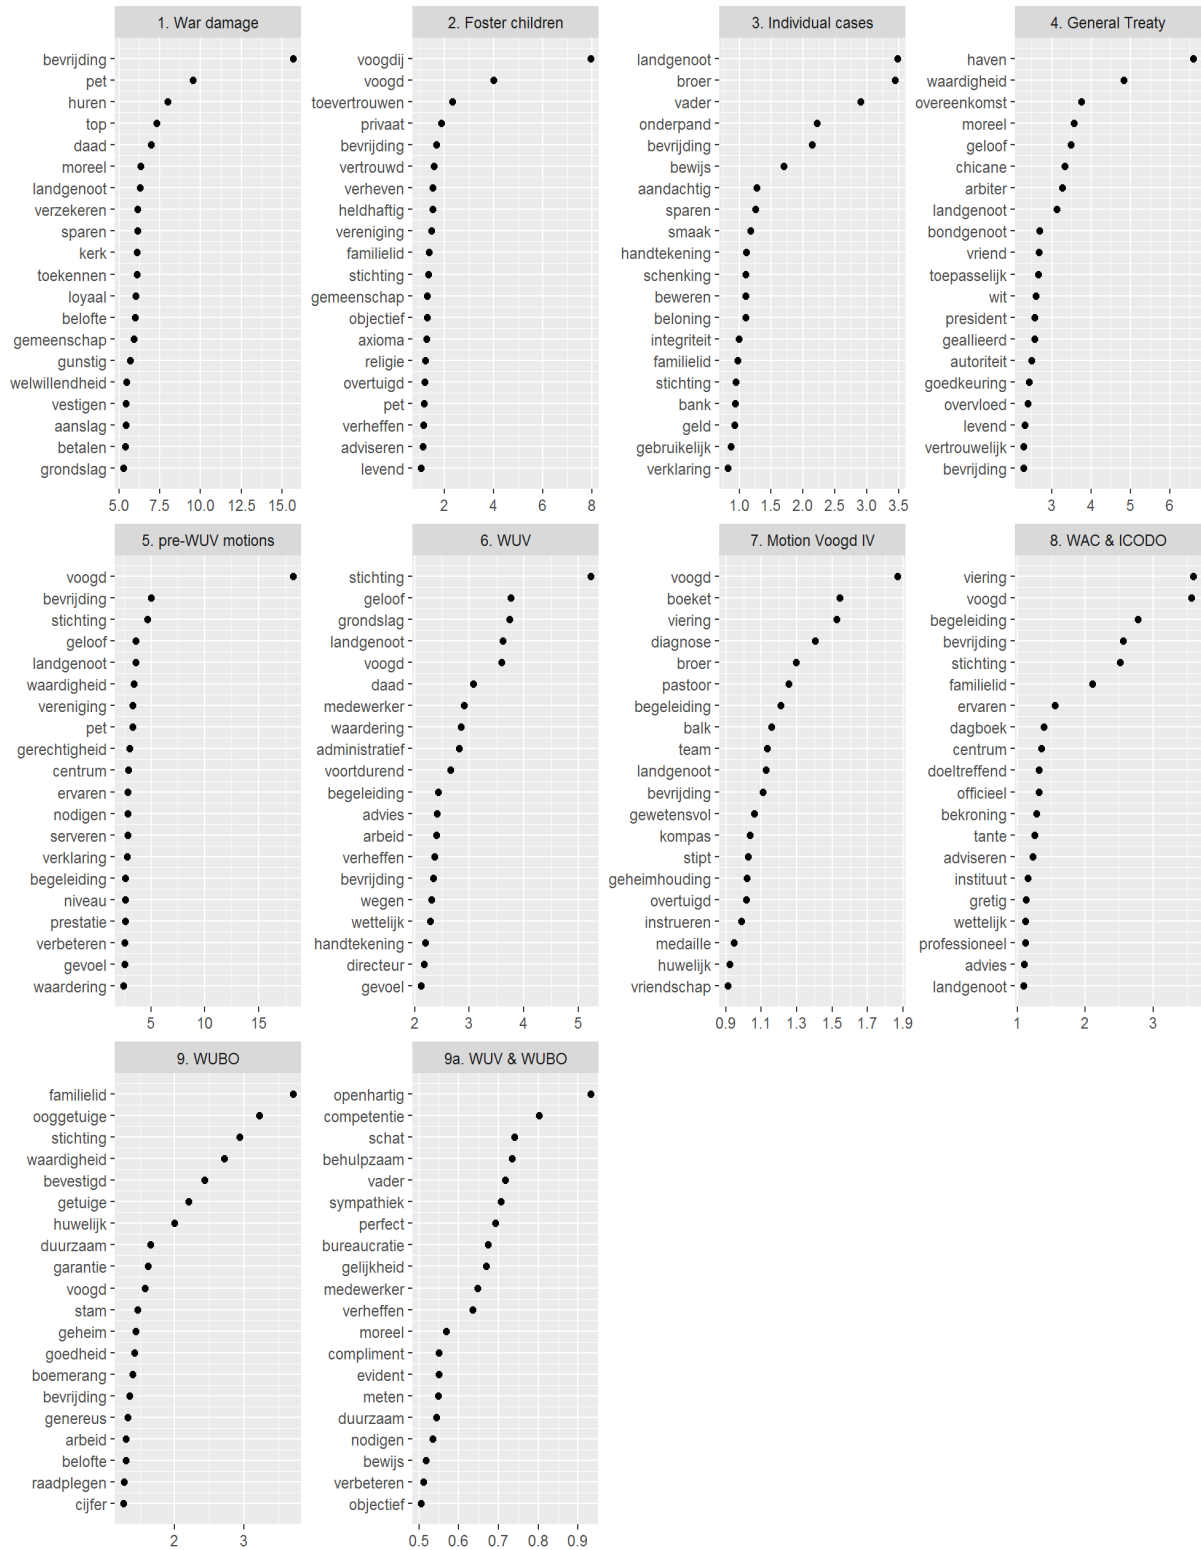 1. War damage
bevrijding
pet
huren
top
daad
moreel
landgenoot
verzekeren
sparen
kerk
toekennen
loyaal
belofte
gemeenschap
gunstig
welwillendheid
vestigen
aanslag
betalen
grondslag
5.0 7.5 10.0 12.5 15.0
2. Foster children
voogdij
voogd
toevertrouwen
privaat
bevrijding
vertrouwd
verheven
heldhaftig
vereniging
familielid
stichting
gemeenschap
objectief
axioma
religie
overtuigd
pet
verheffen
adviseren
levend
2 4 6 8
3. Individual cases
landgenoot
broer
vader
onderpand
bevrijding
bewijs
aandachtig
sparen
smaak
handtekening
schenking
beweren
beloning
integriteit
familielid
stichting
bank
geld
gebruikelijk
verklaring
1.0 1.5 2.0 2.5 3.0 3.5
4. General Treaty
haven
waardigheid
overeenkomst
moreel
geloof
chicane
arbiter
landgenoot
bondgenoot
vriend
toepasselijk
wit
president
geallieerd
autoriteit
goedkeuring
overvloed
levend
vertrouwelijk
bevrijding
3 4 5 6
5. pre-WUV motions
voogd
bevrijding
stichting
geloof
landgenoot
waardigheid
vereniging
pet
gerechtigheid
centrum
ervaren
nodigen
serveren
verklaring
begeleiding
niveau
prestatie
verbeteren
gevoel
waardering
5 10 15
6. WUV
stichting
geloof
grondslag
landgenoot
voogd
daad
medewerker
waardering
administratief
voortdurend
begeleiding
advies
arbeid
verheffen
bevrijding
wegen
wettelijk
handtekening
directeur
gevoel
2 3 4 5
7. Motion Voogd IV
voogd
boeket
viering
diagnose
broer
pastoor
begeleiding
balk
team
landgenoot
bevrijding
gewetensvol
kompas
stipt
geheimhouding
overtuigd
instrueren
medaille
huwelijk
vriendschap
0.9 1.1 1.3 1.5 1.7 1.9
8. WAC & ICODO
viering
voogd
begeleiding
bevrijding
stichting
familielid
ervaren
dagboek
centrum
doeltreffend
officieel
bekroning
tante
adviseren
instituut
gretig
wettelijk
professioneel
advies
landgenoot
1 2 3
9. WUBO
familielid
ooggetuige
stichting
waardigheid
bevestigd
getuige
huwelijk
duurzaam
garantie
voogd
stam
geheim
goedheid
boemerang
bevrijding
genereus
arbeid
belofte
raadplegen
cijfer
2 3
9a. WUV & WUBO
openhartig
competentie
schat
behulpzaam
vader
sympathiek
perfect
bureaucratie
gelijkheid
medewerker
verheffen
moreel
compliment
evident
meten
duurzaam
nodigen
bewijs
verbeteren
objectief
0.5 0.6 0.7 0.8 0.9